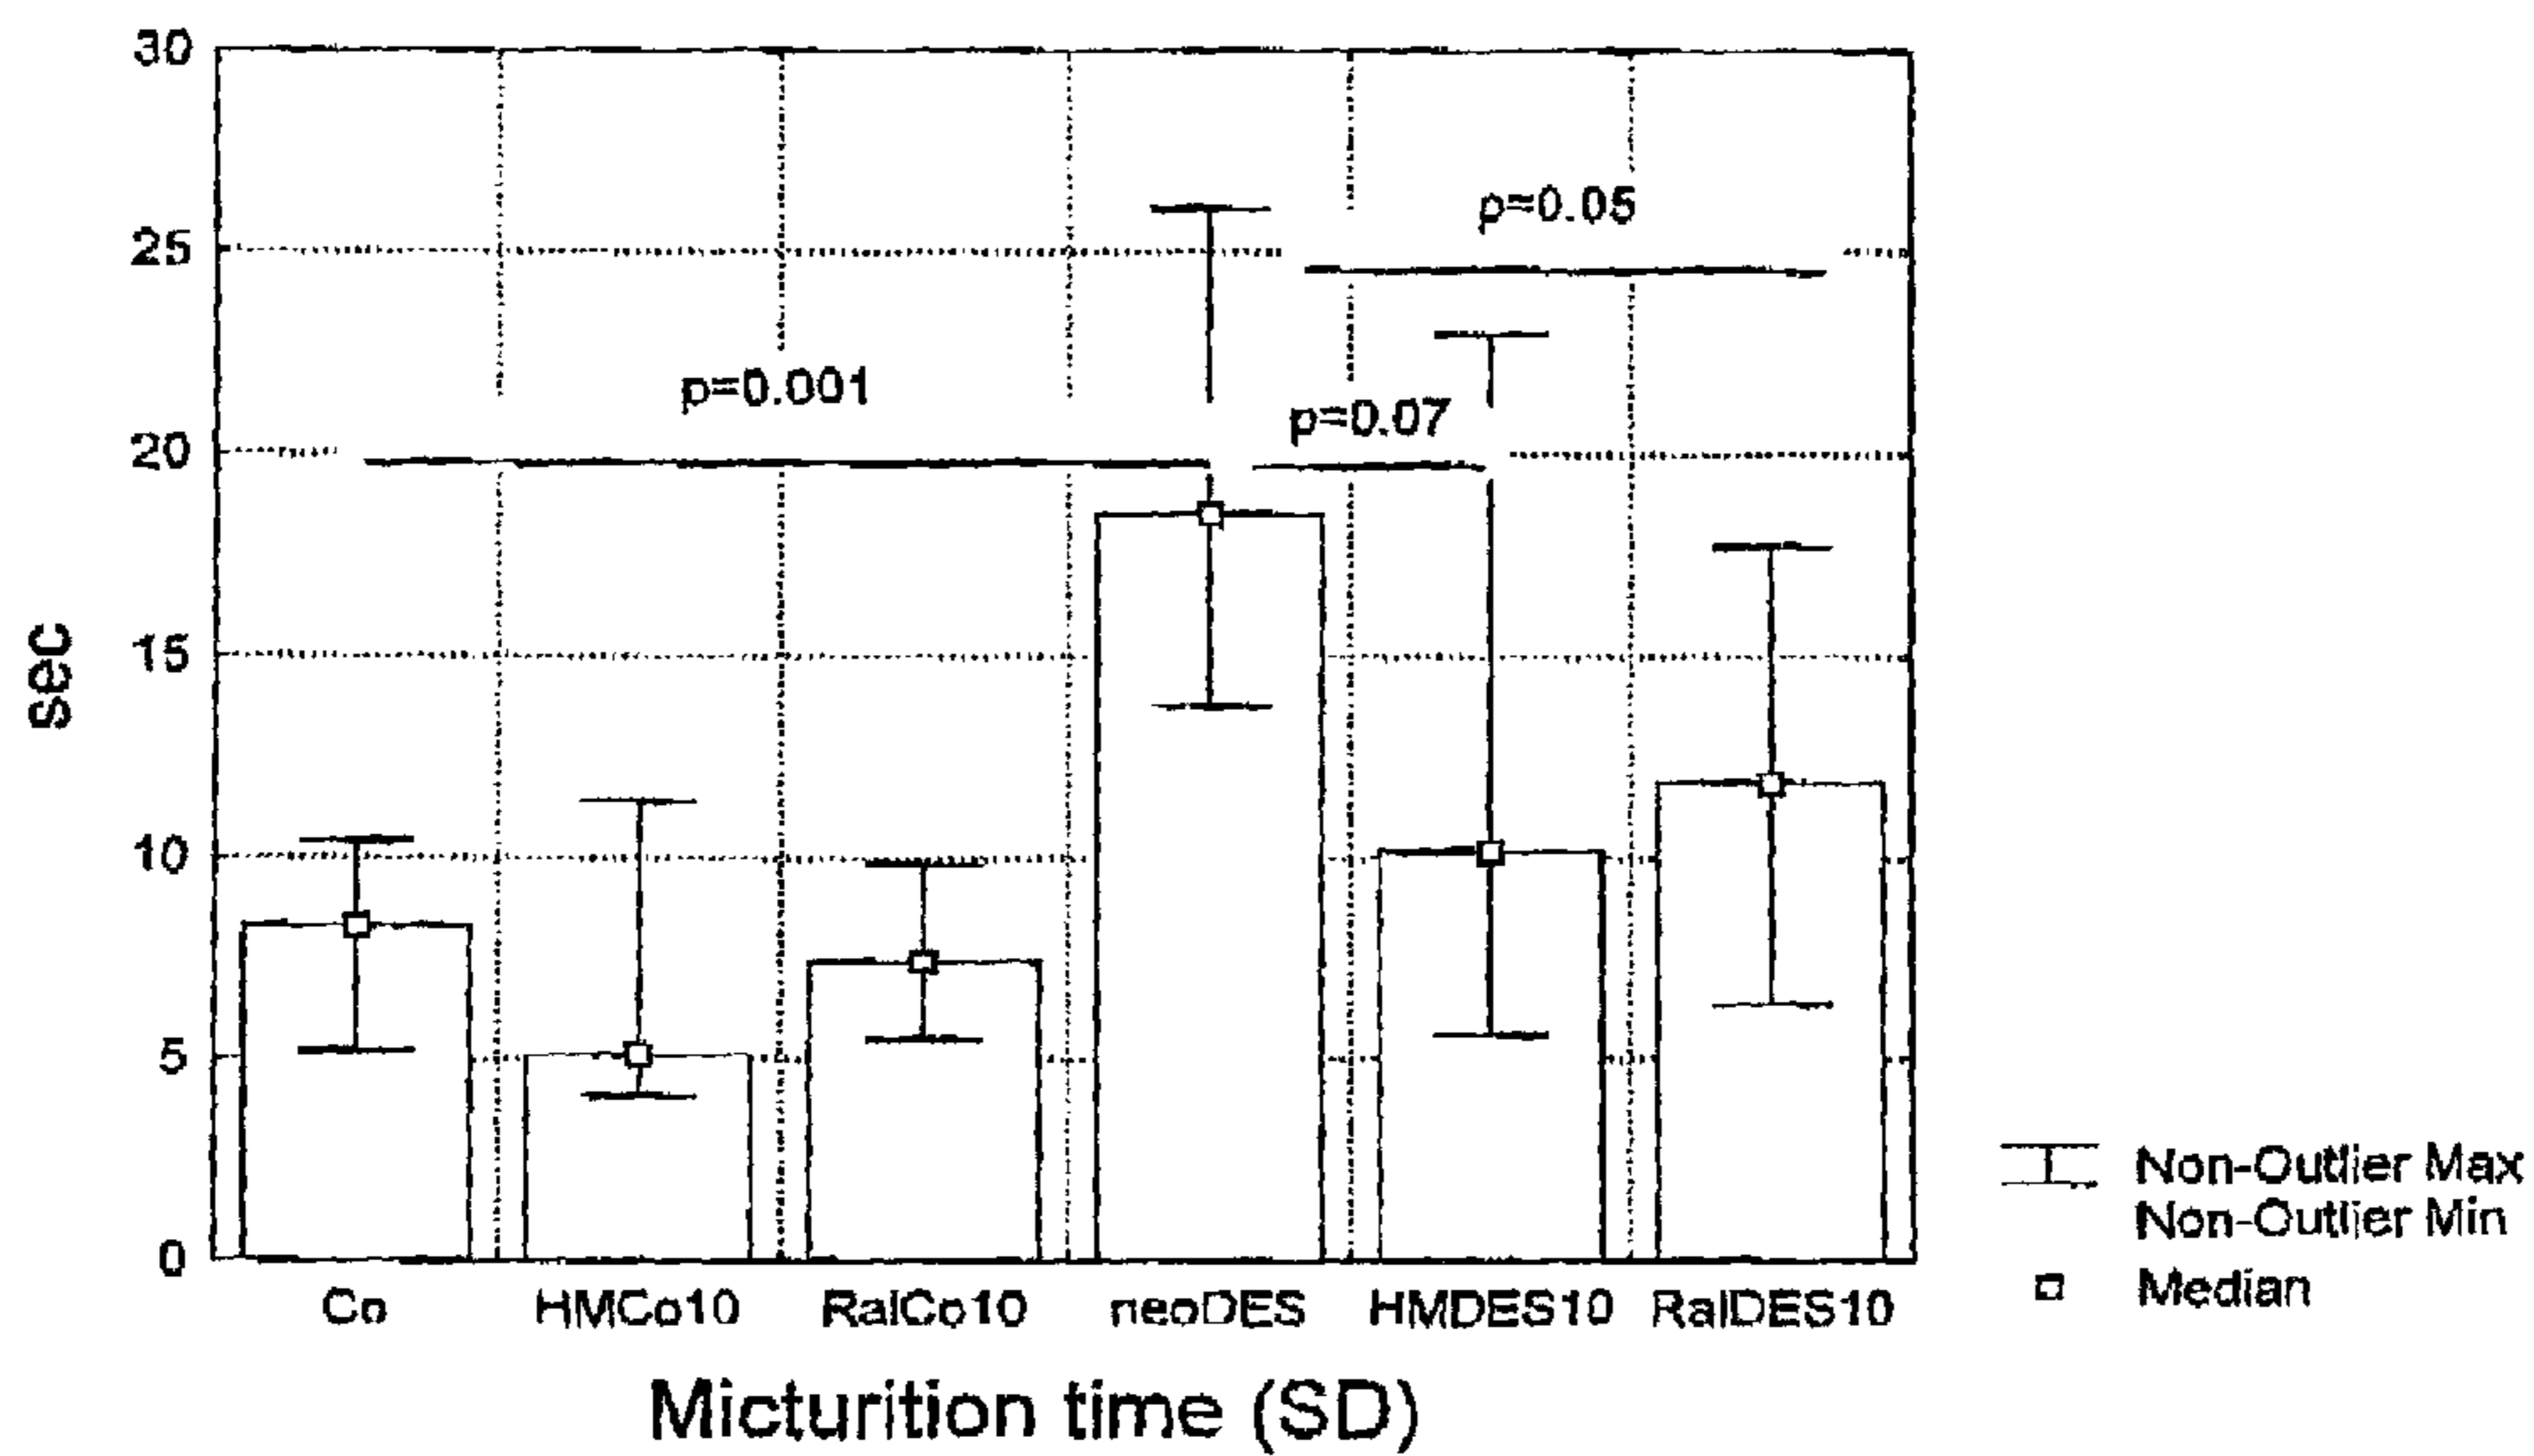 30
25
20
15
10
5
0
sec
p=0.05
p=0.001
p=0.07
Co HMCo10 RalCo10 neoDES HMDES10 RalDES10
Micturition time (SD)
Non-Outlier Max
Non-Outlier Min
Median